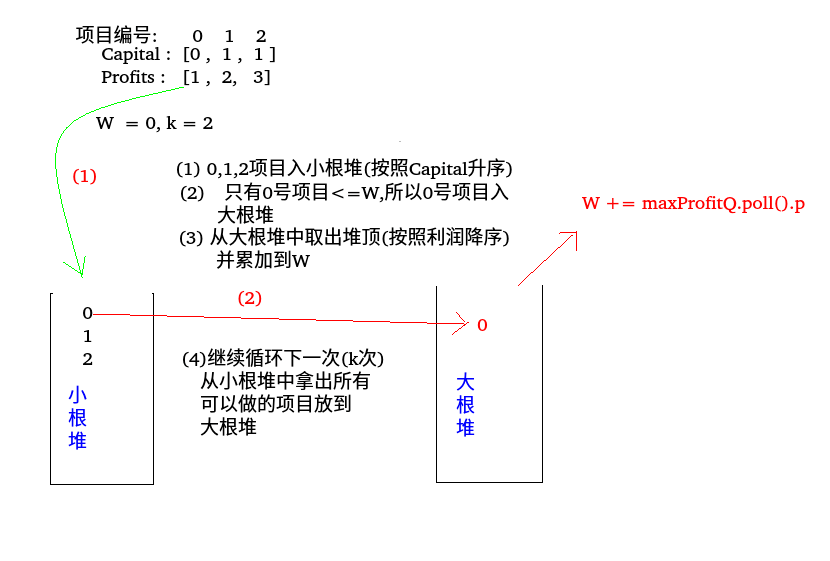 项目编号: 0 1 2
Capital : [0 , 1 , 1 ]
Profits : [1 , 2, 3]
W = 0, k = 2
(1)
(1) 0,1,2项目入小根堆(按照Capital升序)
(2) 只有0号项目<=W,所以0号项目入
大根堆
(3) 从大根堆中取出堆顶(按照利润降序)
并累加到W
W += maxProfitQ.poll().p
(2)
0
1
2
小
根
堆
(4)继续循环下一次(k次)
从小根堆中拿出所有
可以做的项目放到
大根堆
0
大
根
堆